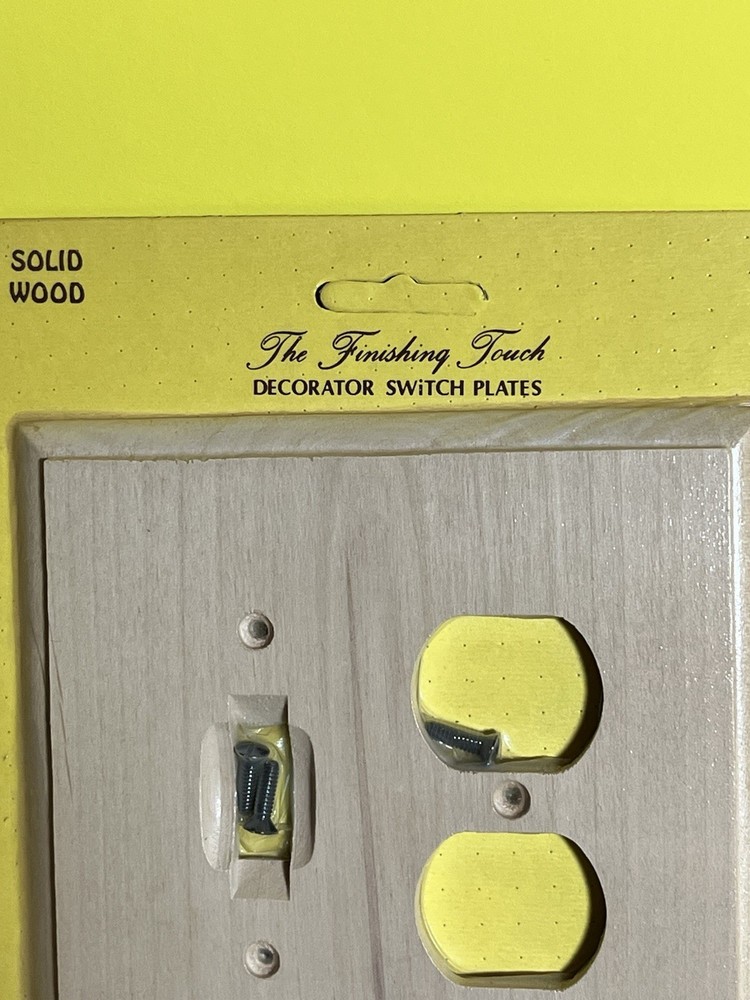 SOLID
WOOD
The Finishing Touch
DECORATOR SWiTCH PLATES